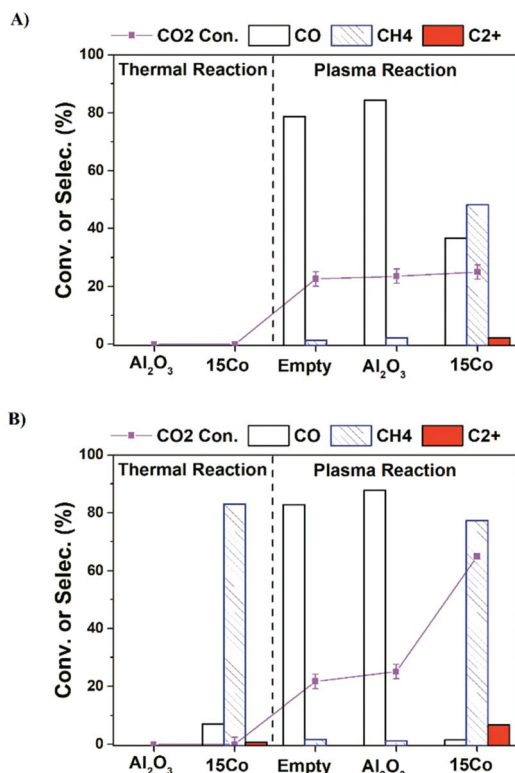 A)
CO2 Con. CO CH4 C2+
Thermal Reaction Plasma Reaction
Conv. or Selec. (%)
100
80
60
40
20
0
Al₂O₃ 15Co Empty Al₂O₃ 15Co
B)
CO2 Con. CO CH4 C2+
Thermal Reaction Plasma Reaction
Conv. or Selec. (%)
100
80
60
40
20
0
Al₂O₃ 15Co Empty Al₂O₃ 15Co